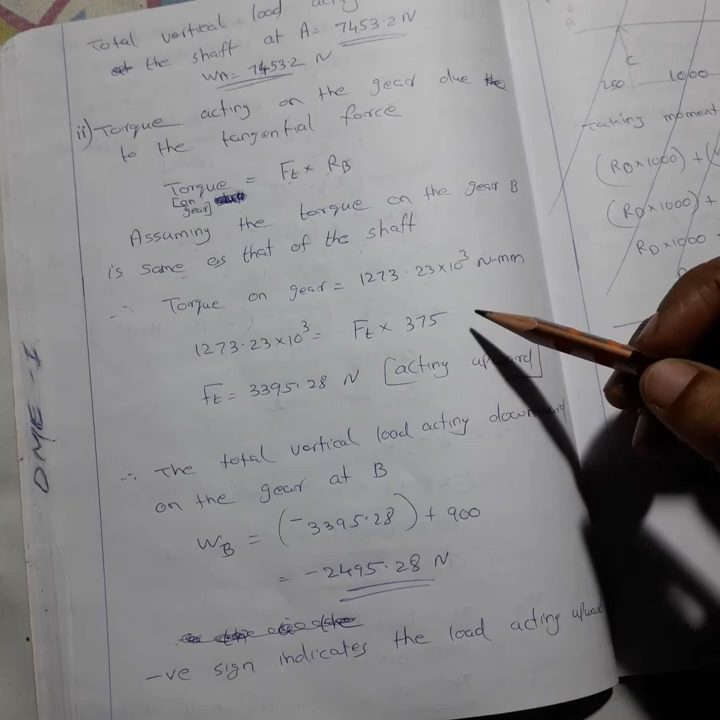 Total vertical load acting
the shaft at A = 7453.2 N
WA = 7453.2 N
ii) Torque acting on the gear due
to the tangential force
Torque = Ft × RB
[on gear]
Assuming the torque on the gear B
is same as that of the shaft
∴ Torque on gear = 1273.23×10³ N-mm
1273.23×10³ = Ft × 375
Ft = 3395.28 N [acting upward]
∴ The total vertical load acting downward
on the gear at B
WB = (-3395.28) + 900
= -2495.28 N
-ve sign indicates the load acting upward
DME-I
A
C
250 1000
Taking moment
(RD×1000) +
(RD×1000) +
RD×1000